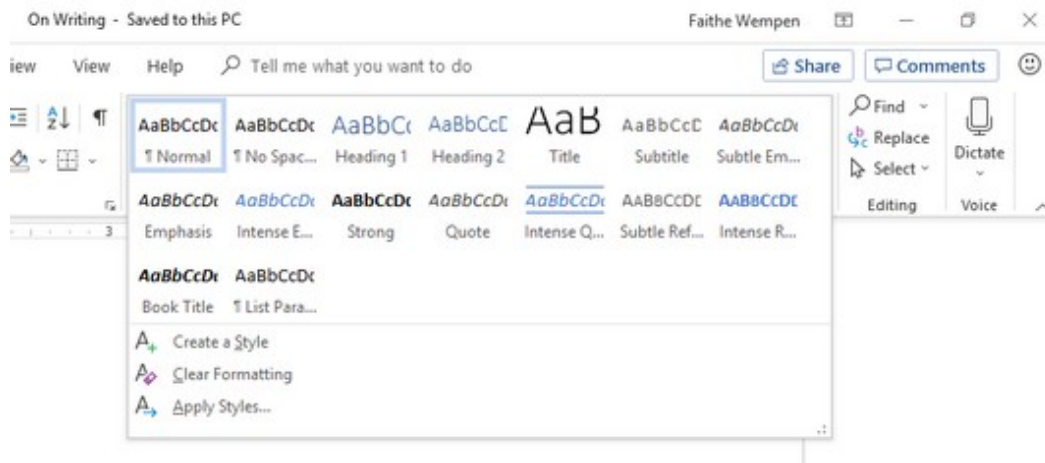 On Writing - Saved to this PC Faithe Wempen
iew View Help Tell me what you want to do Share Comments
AaBbCcDc AaBbCcDc AaBbCc AaBbCcD AaB AaBbCcD AaBbCcDc Find
¶ Normal ¶ No Spac... Heading 1 Heading 2 Title Subtitle Subtle Em... Replace Dictate
Select
AaBbCcDc AaBbCcDc AaBbCcDc AaBbCcDc AaBbCcDc AABBCCDE AABBCCDE Editing Voice
3 Emphasis Intense E... Strong Quote Intense Q... Subtle Ref... Intense R...
AaBbCcDc AaBbCcDc
Book Title ¶ List Para...
Create a Style
Clear Formatting
Apply Styles...